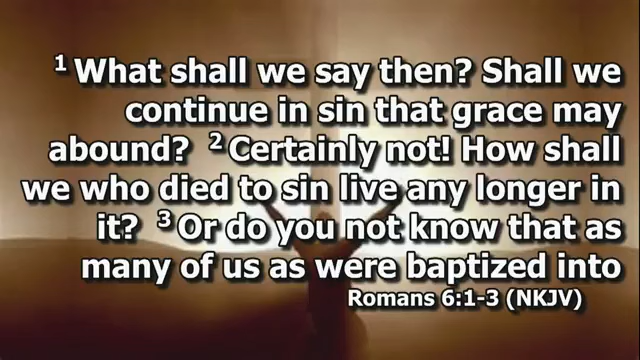 1 What shall we say then? Shall we
continue in sin that grace may
abound? 2 Certainly not! How shall
we who died to sin live any longer in
it? 3 Or do you not know that as
many of us as were baptized into
Romans 6:1-3 (NKJV)